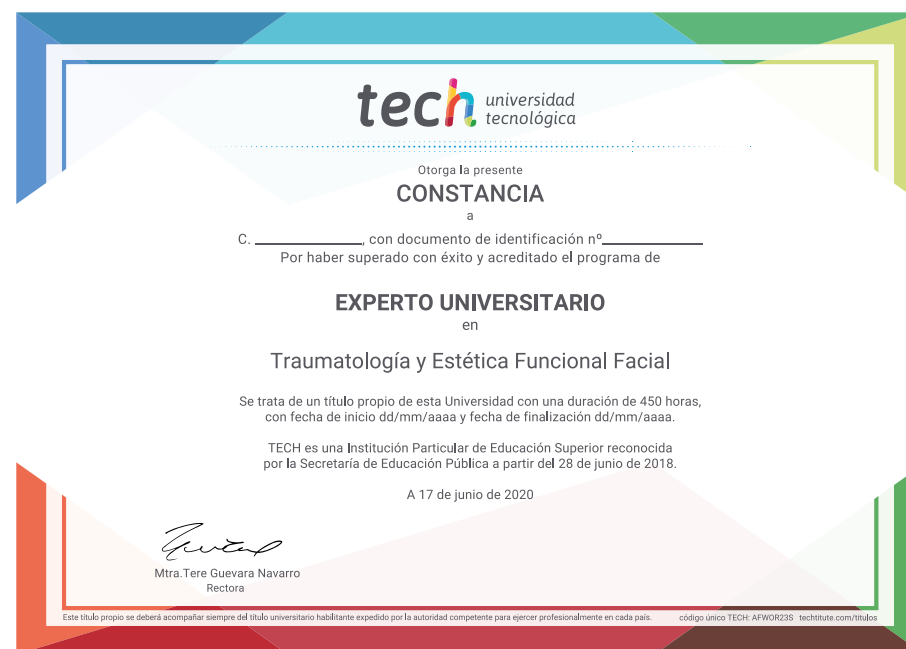 tech universidad
tecnológica
Otorga la presente
CONSTANCIA
a
C. ____________, con documento de identificación nº____________
Por haber superado con éxito y acreditado el programa de
EXPERTO UNIVERSITARIO
en
Traumatología y Estética Funcional Facial
Se trata de un título propio de esta Universidad con una duración de 450 horas,
con fecha de inicio dd/mm/aaaa y fecha de finalización dd/mm/aaaa.
TECH es una Institución Particular de Educación Superior reconocida
por la Secretaría de Educación Pública a partir del 28 de junio de 2018.
A 17 de junio de 2020
Mtra.Tere Guevara Navarro
Rectora
Este título propio se deberá acompañar siempre del título universitario habilitante expedido por la autoridad competente para ejercer profesionalmente en cada país. código único TECH: AFWOR23S techtitute.com/titulos